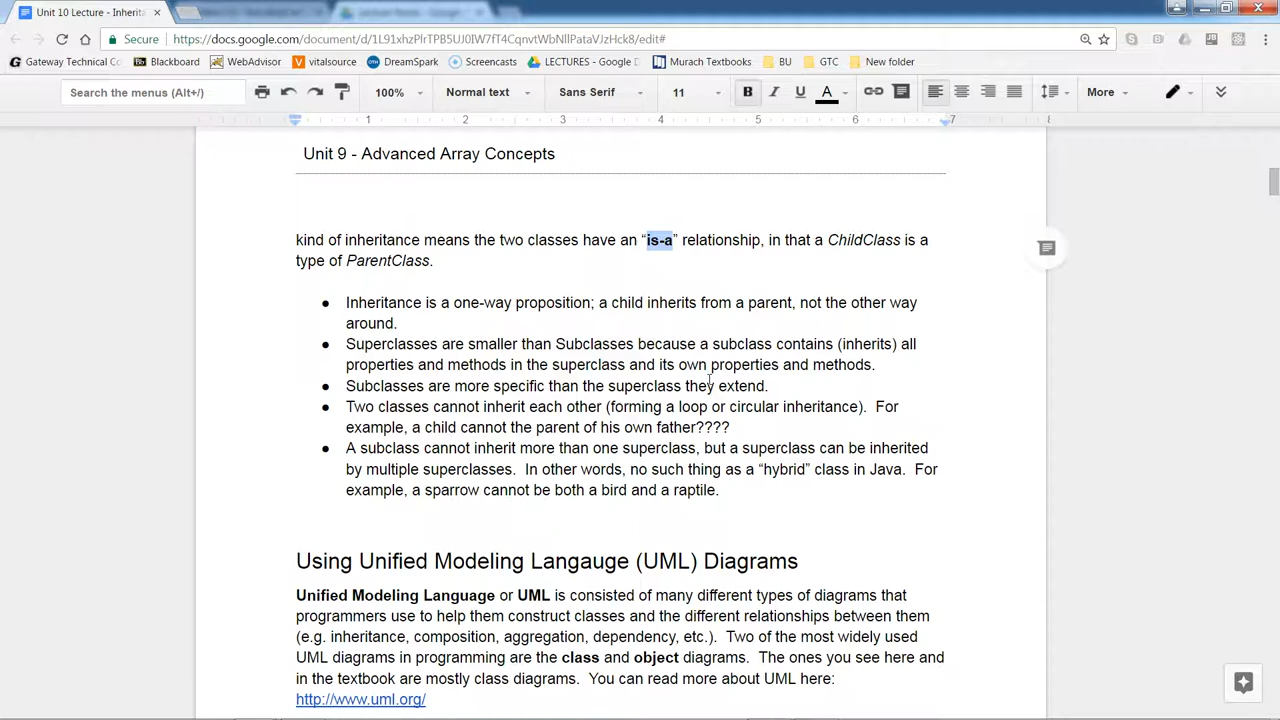 Unit 10 Lecture - Inherita
Secure https://docs.google.com/document/d/1L91xhzPlrTPB5UJ0IW7fT4CqnvtWbNllPataVJzHck8/edit#
Gateway Technical Co Blackboard WebAdvisor vitalsource DreamSpark Screencasts LECTURES - Google D Murach Textbooks BU GTC New folder
Search the menus (Alt+/) 100% Normal text Sans Serif 11 B I U A More
1 2 3 4 5 6 7
Unit 9 - Advanced Array Concepts
kind of inheritance means the two classes have an “is-a” relationship, in that a ChildClass is a
type of ParentClass.
● Inheritance is a one-way proposition; a child inherits from a parent, not the other way
around.
● Superclasses are smaller than Subclasses because a subclass contains (inherits) all
properties and methods in the superclass and its own properties and methods.
● Subclasses are more specific than the superclass they extend.
● Two classes cannot inherit each other (forming a loop or circular inheritance). For
example, a child cannot the parent of his own father????
● A subclass cannot inherit more than one superclass, but a superclass can be inherited
by multiple superclasses. In other words, no such thing as a “hybrid” class in Java. For
example, a sparrow cannot be both a bird and a raptile.
Using Unified Modeling Langauge (UML) Diagrams
Unified Modeling Language or UML is consisted of many different types of diagrams that
programmers use to help them construct classes and the different relationships between them
(e.g. inheritance, composition, aggregation, dependency, etc.). Two of the most widely used
UML diagrams in programming are the class and object diagrams. The ones you see here and
in the textbook are mostly class diagrams. You can read more about UML here:
http://www.uml.org/